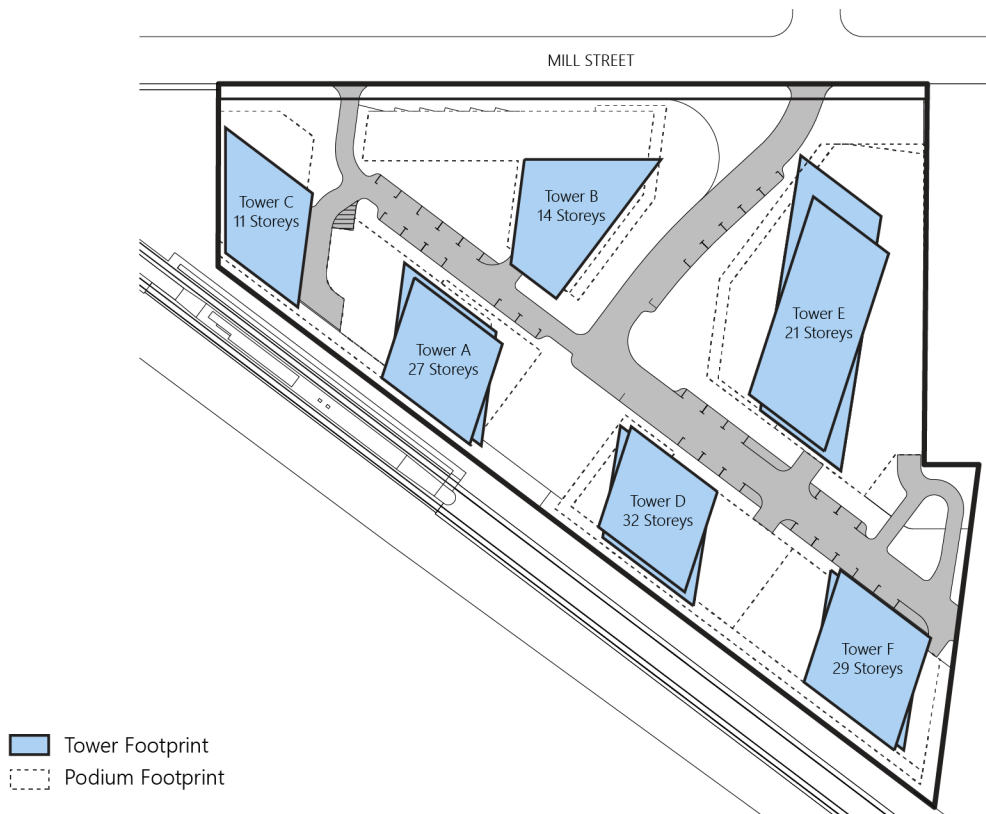 MILL STREET
Tower C
11 Storeys
Tower B
14 Storeys
Tower E
21 Storeys
Tower A
27 Storeys
Tower D
32 Storeys
Tower F
29 Storeys
Tower Footprint
Podium Footprint